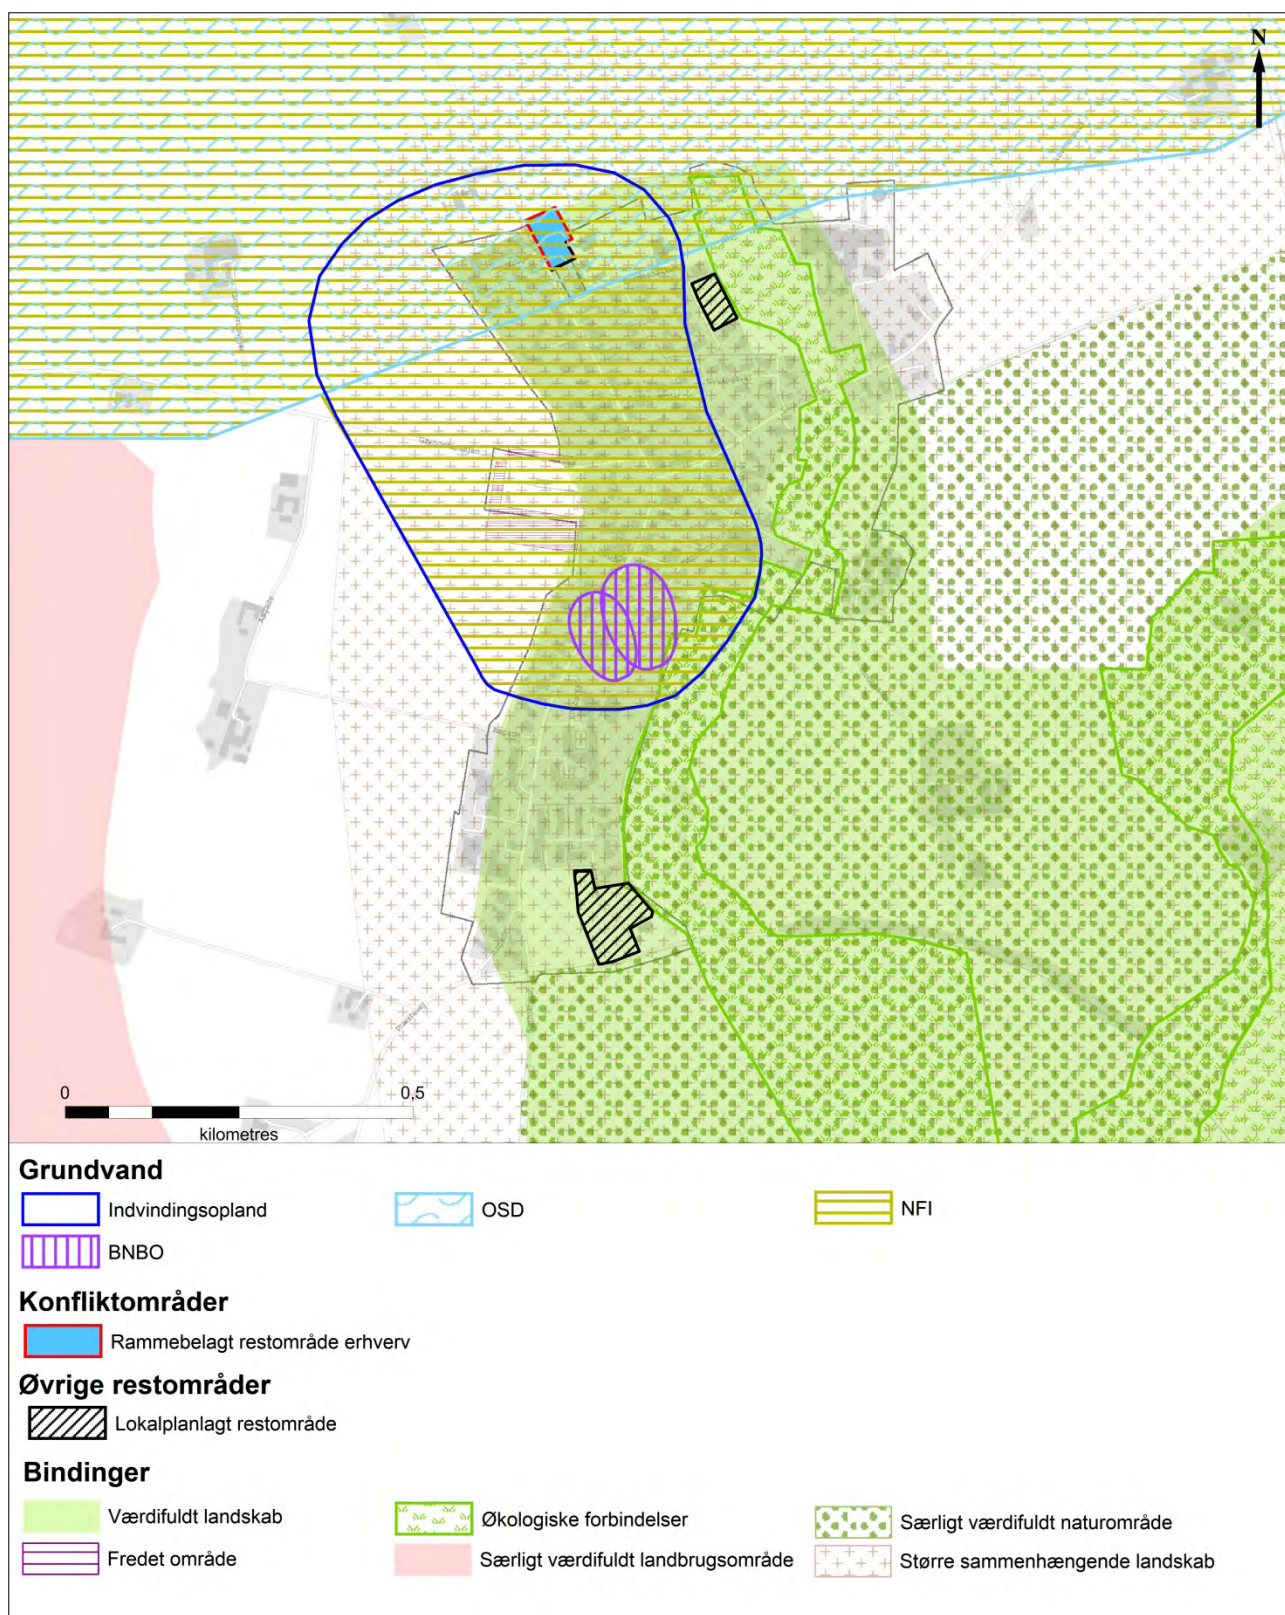 N
0 0,5
kilometres
Grundvand
Indvindingsopland OSD NFI
BNBO
Konfliktområder
Rammebelagt restområde erhverv
Øvrige restområder
Lokalplanlagt restområde
Bindinger
Værdifuldt landskab Økologiske forbindelser Særligt værdifuldt naturområde
Fredet område Særligt værdifuldt landbrugsområde Større sammenhængende landskab